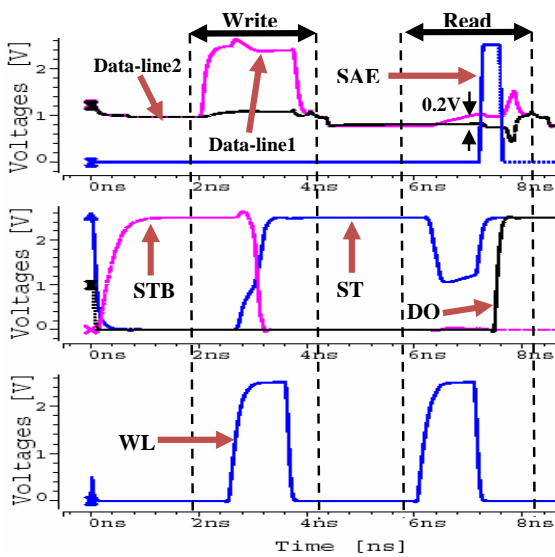 Write
Read
Voltages [V]
2
1
0
Data-line2
Data-line1
SAE
0.2V
0ns 2ns 4ns 6ns 8ns
Voltages [V]
2
1
0
STB
ST
DO
0ns 2ns 4ns 6ns 8ns
Voltages [V]
2
1
0
WL
0ns 2ns 4ns 6ns 8ns
Time [ns]